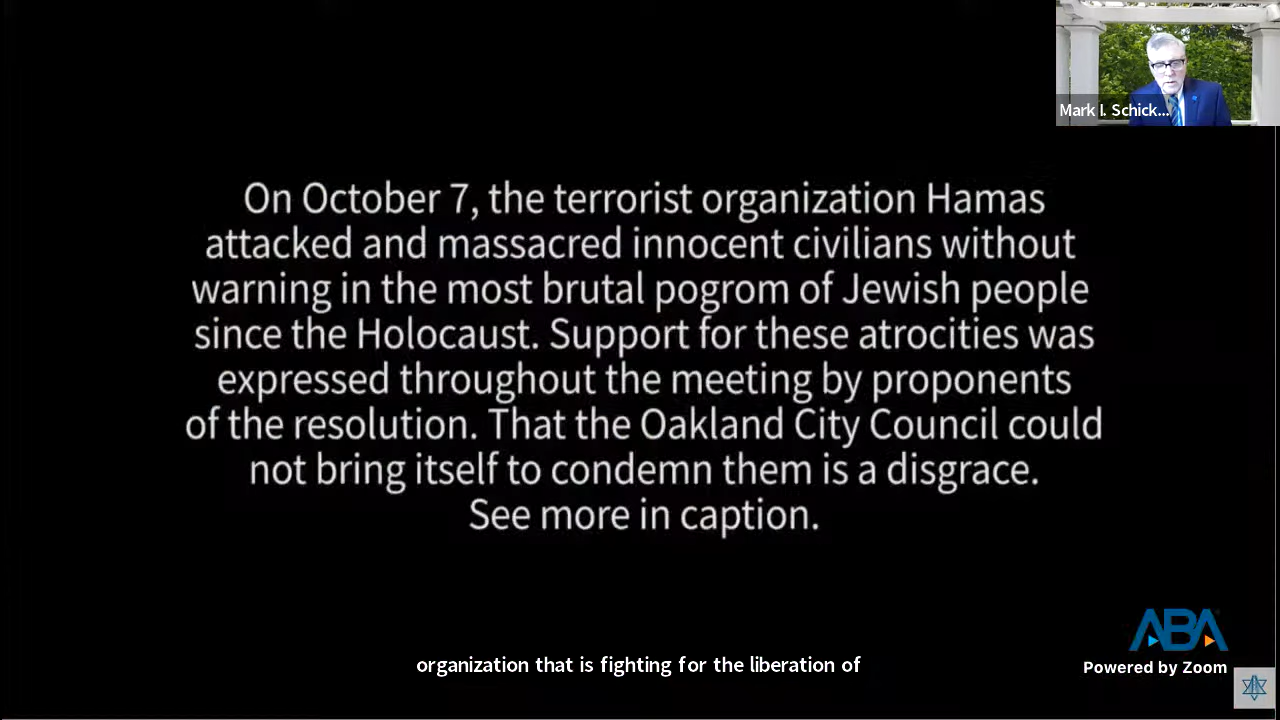 Mark I. Schick...
On October 7, the terrorist organization Hamas
attacked and massacred innocent civilians without
warning in the most brutal pogrom of Jewish people
since the Holocaust. Support for these atrocities was
expressed throughout the meeting by proponents
of the resolution. That the Oakland City Council could
not bring itself to condemn them is a disgrace.
See more in caption.
organization that is fighting for the liberation of
ABA
Powered by Zoom